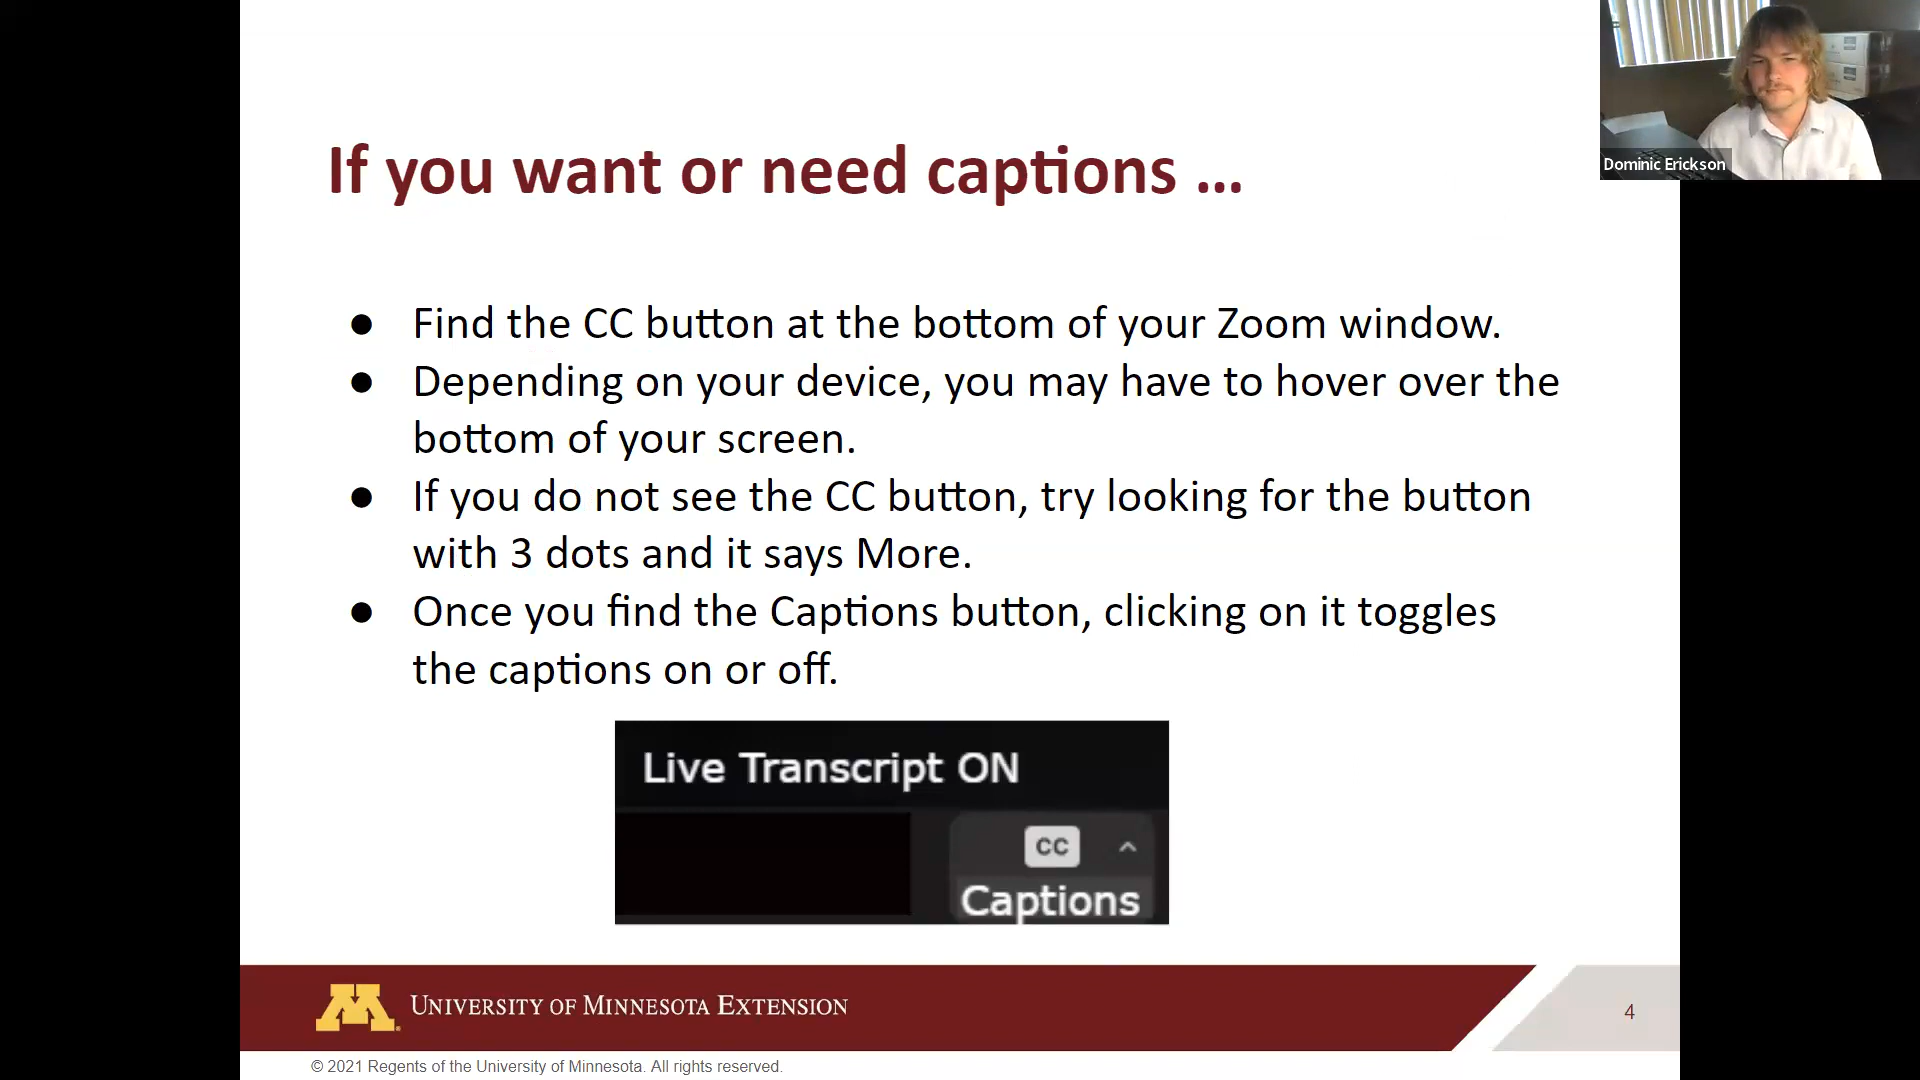 If you want or need captions ...
Dominic Erickson
● Find the CC button at the bottom of your Zoom window.
● Depending on your device, you may have to hover over the
bottom of your screen.
● If you do not see the CC button, try looking for the button
with 3 dots and it says More.
● Once you find the Captions button, clicking on it toggles
the captions on or off.
Live Transcript ON
CC
Captions
M
UNIVERSITY OF MINNESOTA EXTENSION
4
© 2021 Regents of the University of Minnesota. All rights reserved.